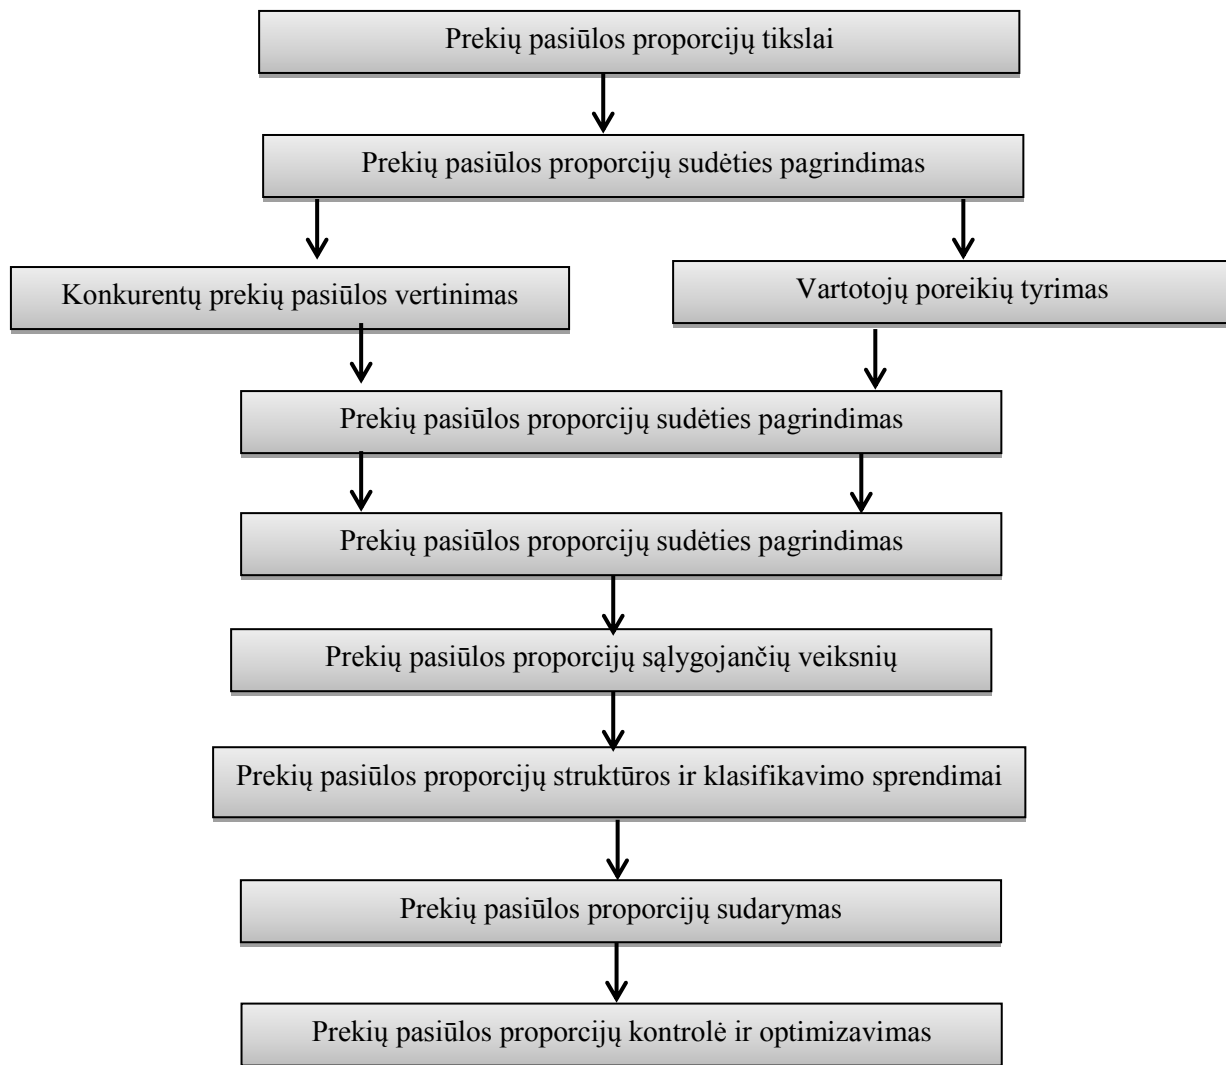 Prekių pasiūlos proporcijų tikslai
Prekių pasiūlos proporcijų sudėties pagrindimas
Konkurentų prekių pasiūlos vertinimas
Vartotojų poreikių tyrimas
Prekių pasiūlos proporcijų sudėties pagrindimas
Prekių pasiūlos proporcijų sudėties pagrindimas
Prekių pasiūlos proporcijų sąlygojančių veiksnių
Prekių pasiūlos proporcijų struktūros ir klasifikavimo sprendimai
Prekių pasiūlos proporcijų sudarymas
Prekių pasiūlos proporcijų kontrolė ir optimizavimas